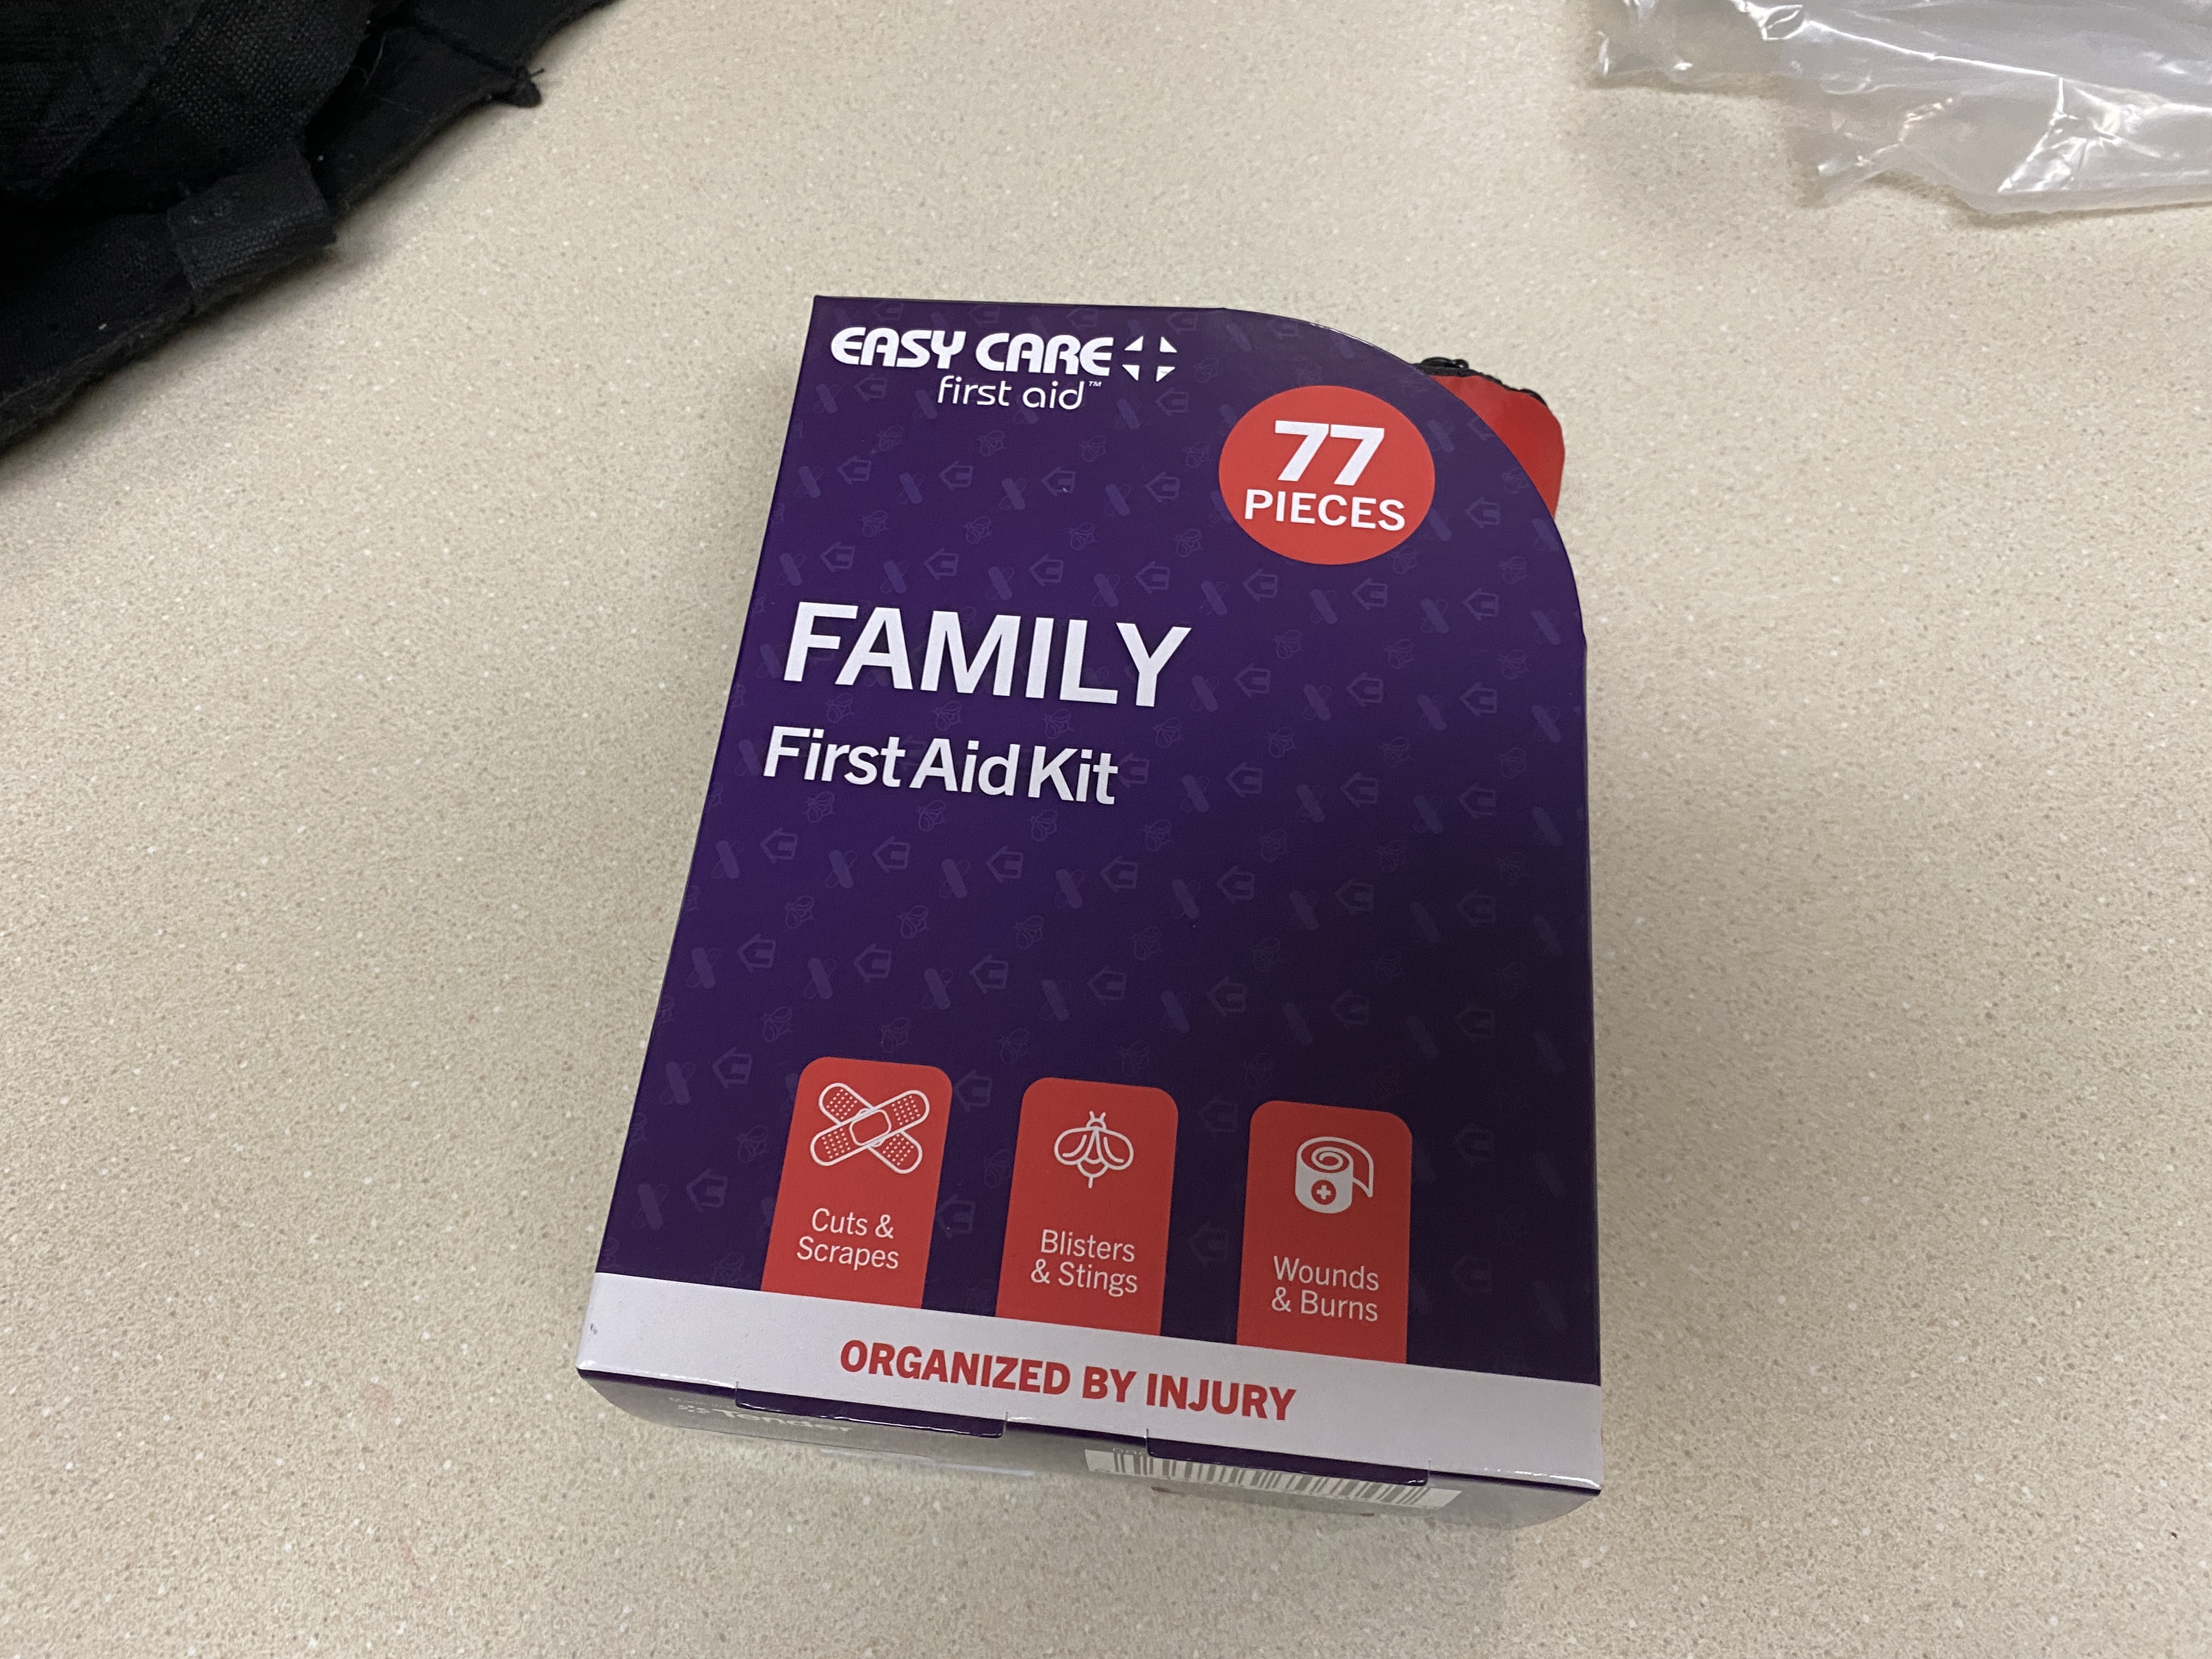 EASY CARE
first aid™
77
PIECES
FAMILY
First Aid Kit
Cuts &
Scrapes
Blisters
& Stings
Wounds
& Burns
ORGANIZED BY INJURY
Tender